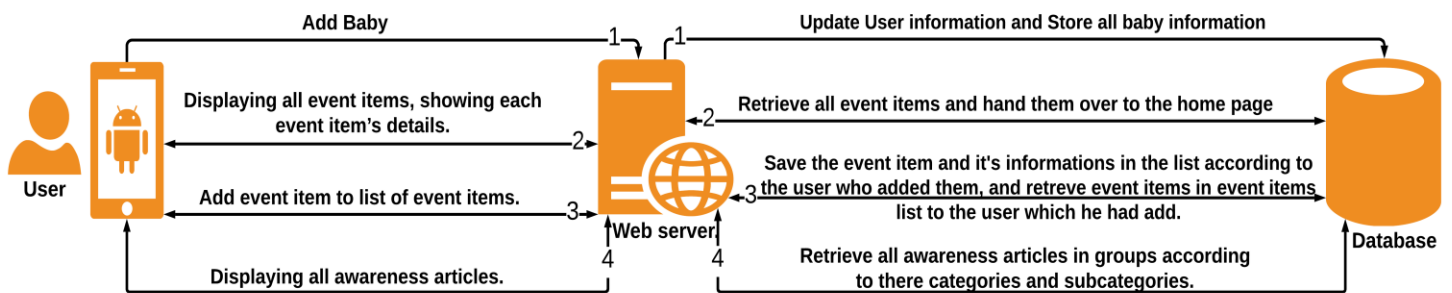 Add Baby
1
1
Update User information and Store all baby information
Displaying all event items, showing each
event item's details.
2
2
Retrieve all event items and hand them over to the home page
User
Add event item to list of event items.
3
3
Save the event item and it's informations in the list according to
the user who added them, and retreve event items in event items
list to the user which he had add.
Web server.
Database
4
4
Displaying all awareness articles.
Retrieve all awareness articles in groups according
to there categories and subcategories.